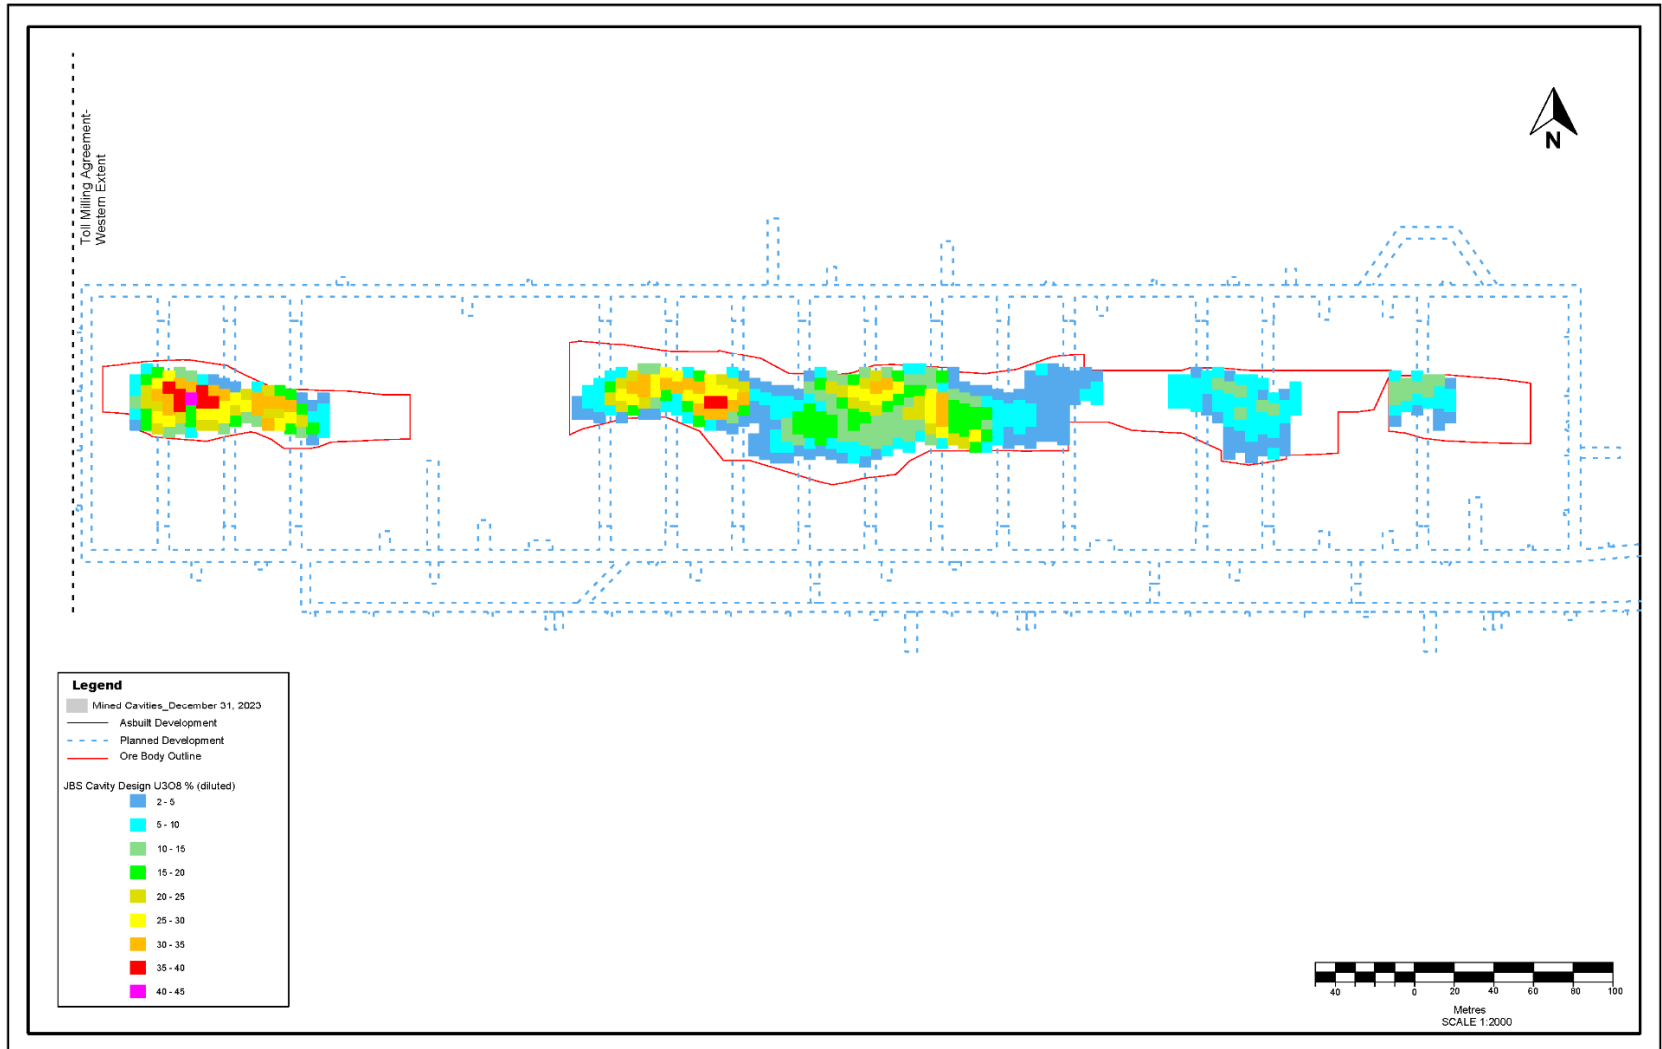 Toll Milling Agreement-
Western Extent
N
Legend
Mined Cavities_December 31, 2023
Asbuilt Development
Planned Development
Ore Body Outline
JBS Cavity Design U3O8 % (diluted)
2 - 5
5 - 10
10 - 15
15 - 20
20 - 25
25 - 30
30 - 35
35 - 40
40 - 45
40 0 20 40 60 80 100
Metres
SCALE 1:2000